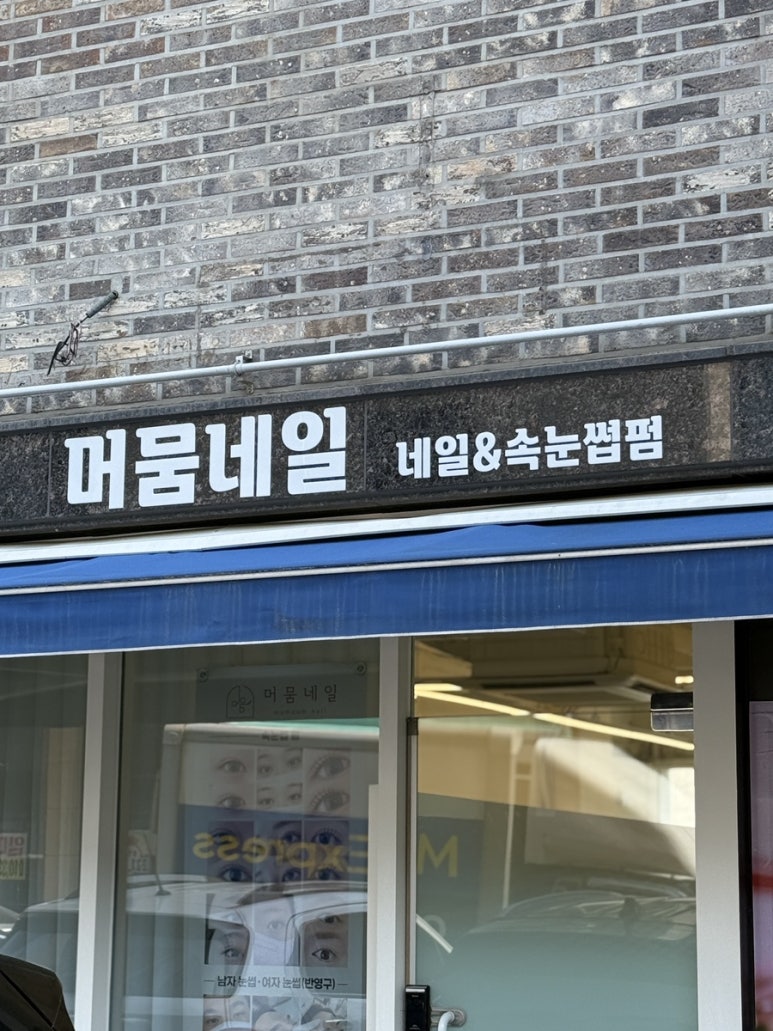 머뭄네일
네일&속눈썹펌
머뭄네일
남자 눈썹 · 여자 눈썹(반영구)
Express